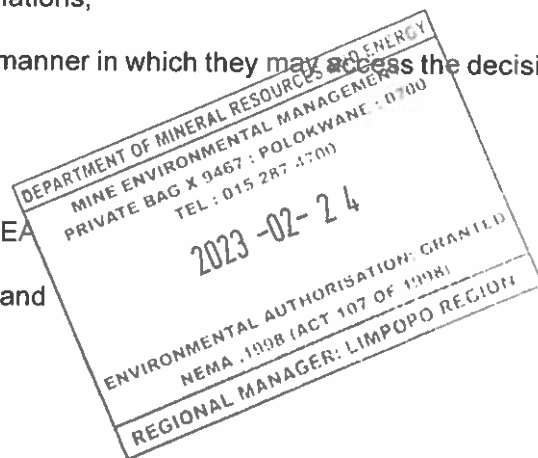 ations;
manner in which they may access the decisi
EA
and
DEPARTMENT OF MINERAL RESOURCES AND ENERGY
MINE ENVIRONMENTAL MANAGEMENT
PRIVATE BAG X 9467 : POLOKWANE : 0700
TEL : 015 287 4700
2023 -02- 24
ENVIRONMENTAL AUTHORISATION: GRANTED
NEMA .1998 (ACT 107 OF 1998)
REGIONAL MANAGER: LIMPOPO REGION